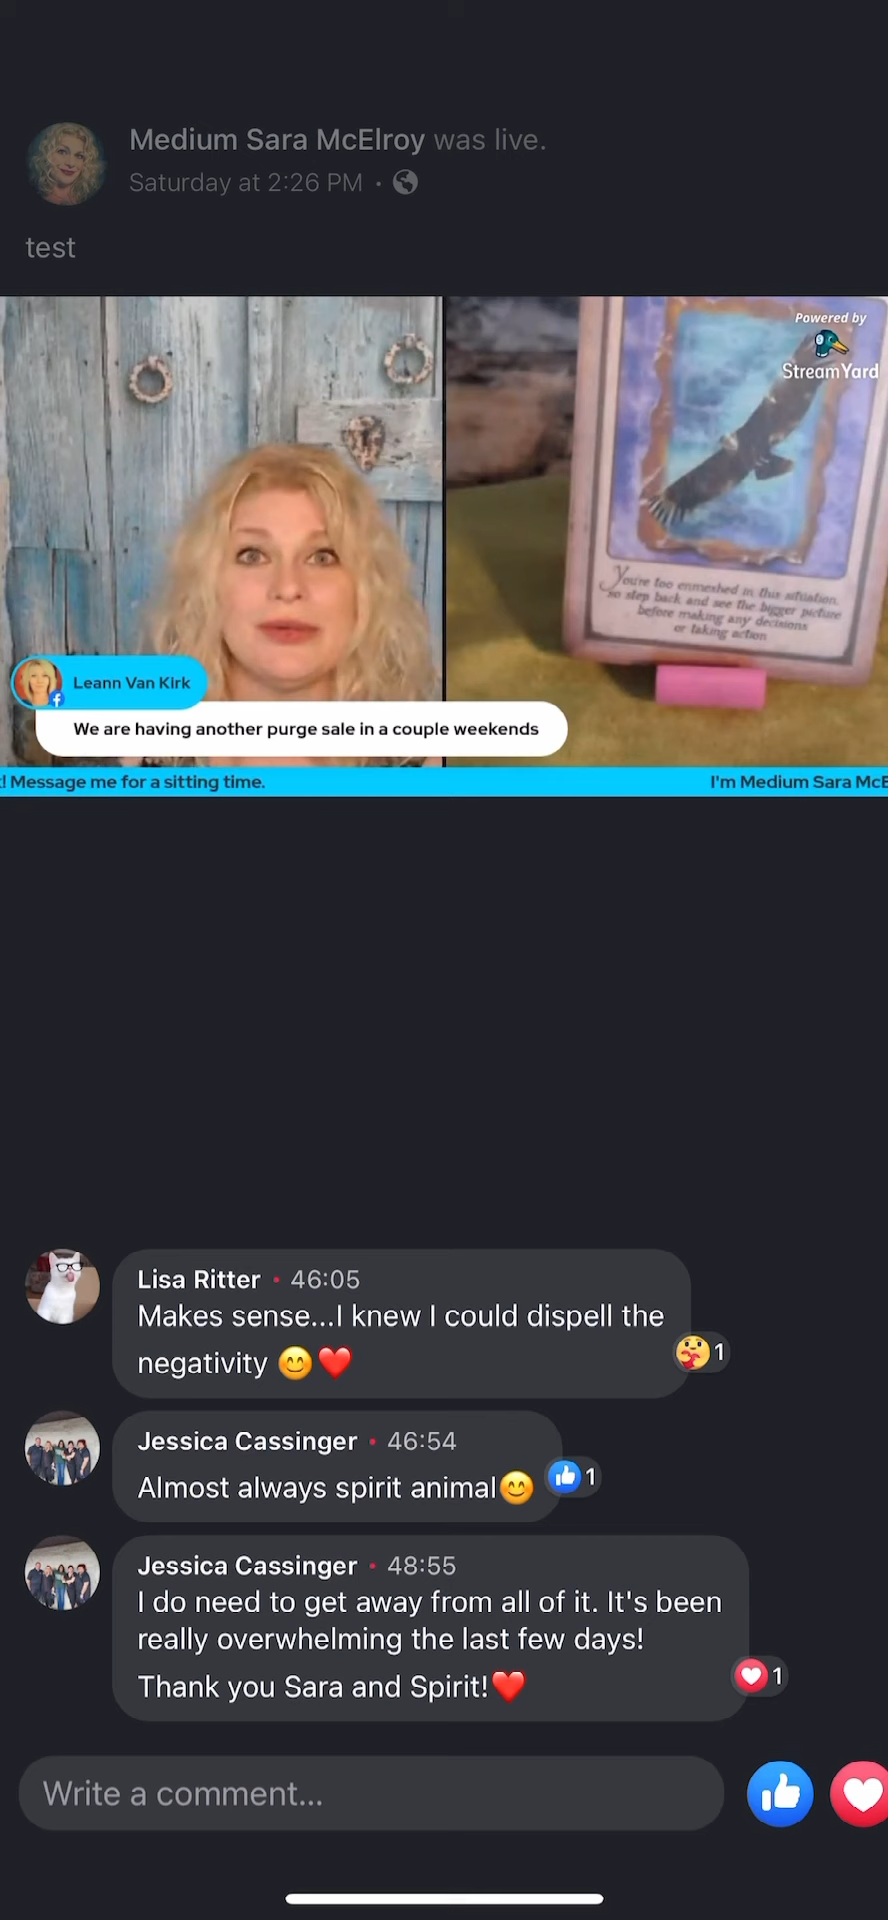 Medium Sara McElroy was live.
Saturday at 2:26 PM ·
test
Powered by
StreamYard
You're too enmeshed in this situation,
so step back and see the bigger picture
before making any decisions
or taking action
Leann Van Kirk
We are having another purge sale in a couple weekends
! Message me for a sitting time.
I'm Medium Sara McE
Lisa Ritter • 46:05
Makes sense...I knew I could dispell the
negativity 😊❤️
1
Jessica Cassinger • 46:54
Almost always spirit animal😊
1
Jessica Cassinger • 48:55
I do need to get away from all of it. It's been
really overwhelming the last few days!
Thank you Sara and Spirit!❤️
1
Write a comment...